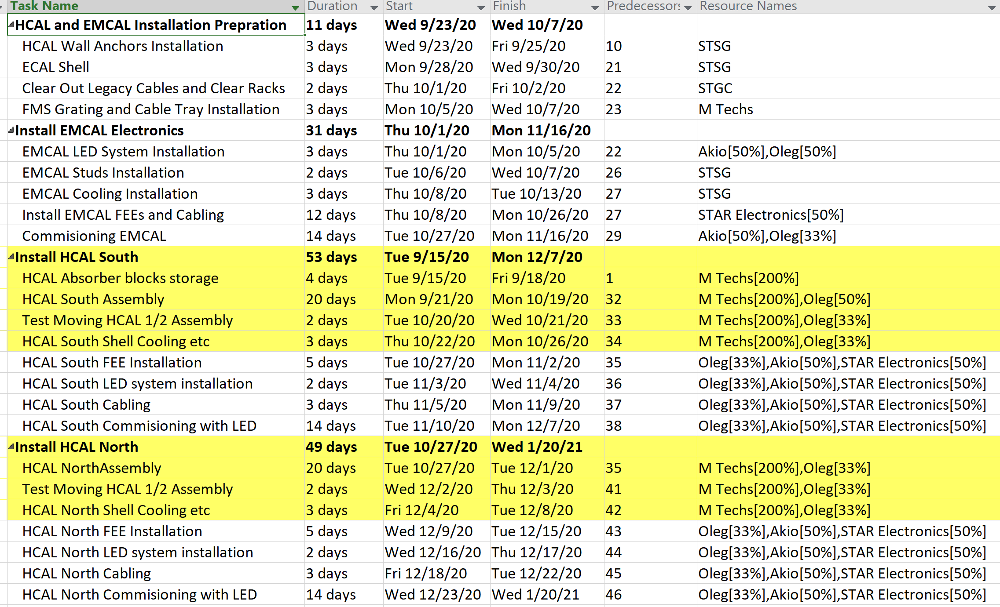 Task Name Duration Start Finish Predecessors Resource Names
HCAL and EMCAL Installation Prepration 11 days Wed 9/23/20 Wed 10/7/20
HCAL Wall Anchors Installation 3 days Wed 9/23/20 Fri 9/25/20 10 STSG
ECAL Shell 3 days Mon 9/28/20 Wed 9/30/20 21 STSG
Clear Out Legacy Cables and Clear Racks 2 days Thu 10/1/20 Fri 10/2/20 22 STGC
FMS Grating and Cable Tray Installation 3 days Mon 10/5/20 Wed 10/7/20 23 M Techs
Install EMCAL Electronics 31 days Thu 10/1/20 Mon 11/16/20
EMCAL LED System Installation 3 days Thu 10/1/20 Mon 10/5/20 22 Akio[50%],Oleg[50%]
EMCAL Studs Installation 2 days Tue 10/6/20 Wed 10/7/20 26 STSG
EMCAL Cooling Installation 3 days Thu 10/8/20 Tue 10/13/20 27 STSG
Install EMCAL FEEs and Cabling 12 days Thu 10/8/20 Mon 10/26/20 27 STAR Electronics[50%]
Commisioning EMCAL 14 days Tue 10/27/20 Mon 11/16/20 29 Akio[50%],Oleg[33%]
Install HCAL South 53 days Tue 9/15/20 Mon 12/7/20
HCAL Absorber blocks storage 4 days Tue 9/15/20 Fri 9/18/20 1 M Techs[200%]
HCAL South Assembly 20 days Mon 9/21/20 Mon 10/19/20 32 M Techs[200%],Oleg[50%]
Test Moving HCAL 1/2 Assembly 2 days Tue 10/20/20 Wed 10/21/20 33 M Techs[200%],Oleg[33%]
HCAL South Shell Cooling etc 3 days Thu 10/22/20 Mon 10/26/20 34 M Techs[200%],Oleg[33%]
HCAL South FEE Installation 5 days Tue 10/27/20 Mon 11/2/20 35 Oleg[33%],Akio[50%],STAR Electronics[50%]
HCAL South LED system installation 2 days Tue 11/3/20 Wed 11/4/20 36 Oleg[33%],Akio[50%],STAR Electronics[50%]
HCAL South Cabling 3 days Thu 11/5/20 Mon 11/9/20 37 Oleg[33%],Akio[50%],STAR Electronics[50%]
HCAL South Commisioning with LED 14 days Tue 11/10/20 Mon 12/7/20 38 Oleg[33%],Akio[50%],STAR Electronics[50%]
Install HCAL North 49 days Tue 10/27/20 Wed 1/20/21
HCAL NorthAssembly 20 days Tue 10/27/20 Tue 12/1/20 35 M Techs[200%],Oleg[33%]
Test Moving HCAL 1/2 Assembly 2 days Wed 12/2/20 Thu 12/3/20 41 M Techs[200%],Oleg[33%]
HCAL North Shell Cooling etc 3 days Fri 12/4/20 Tue 12/8/20 42 M Techs[200%],Oleg[33%]
HCAL North FEE Installation 5 days Wed 12/9/20 Tue 12/15/20 43 Oleg[33%],Akio[50%],STAR Electronics[50%]
HCAL North LED system installation 2 days Wed 12/16/20 Thu 12/17/20 44 Oleg[33%],Akio[50%],STAR Electronics[50%]
HCAL North Cabling 3 days Fri 12/18/20 Tue 12/22/20 45 Oleg[33%],Akio[50%],STAR Electronics[50%]
HCAL North Commisioning with LED 14 days Wed 12/23/20 Wed 1/20/21 46 Oleg[33%],Akio[50%],STAR Electronics[50%]